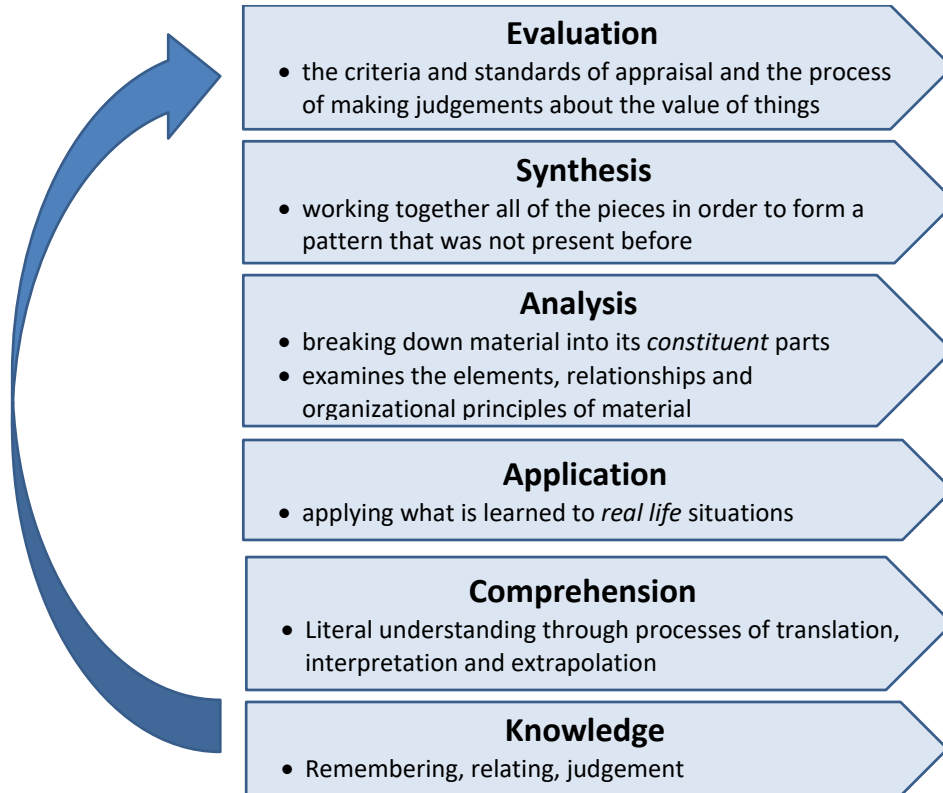 Evaluation
• the criteria and standards of appraisal and the process
of making judgements about the value of things
Synthesis
• working together all of the pieces in order to form a
pattern that was not present before
Analysis
• breaking down material into its constituent parts
• examines the elements, relationships and
organizational principles of material
Application
• applying what is learned to real life situations
Comprehension
• Literal understanding through processes of translation,
interpretation and extrapolation
Knowledge
• Remembering, relating, judgement